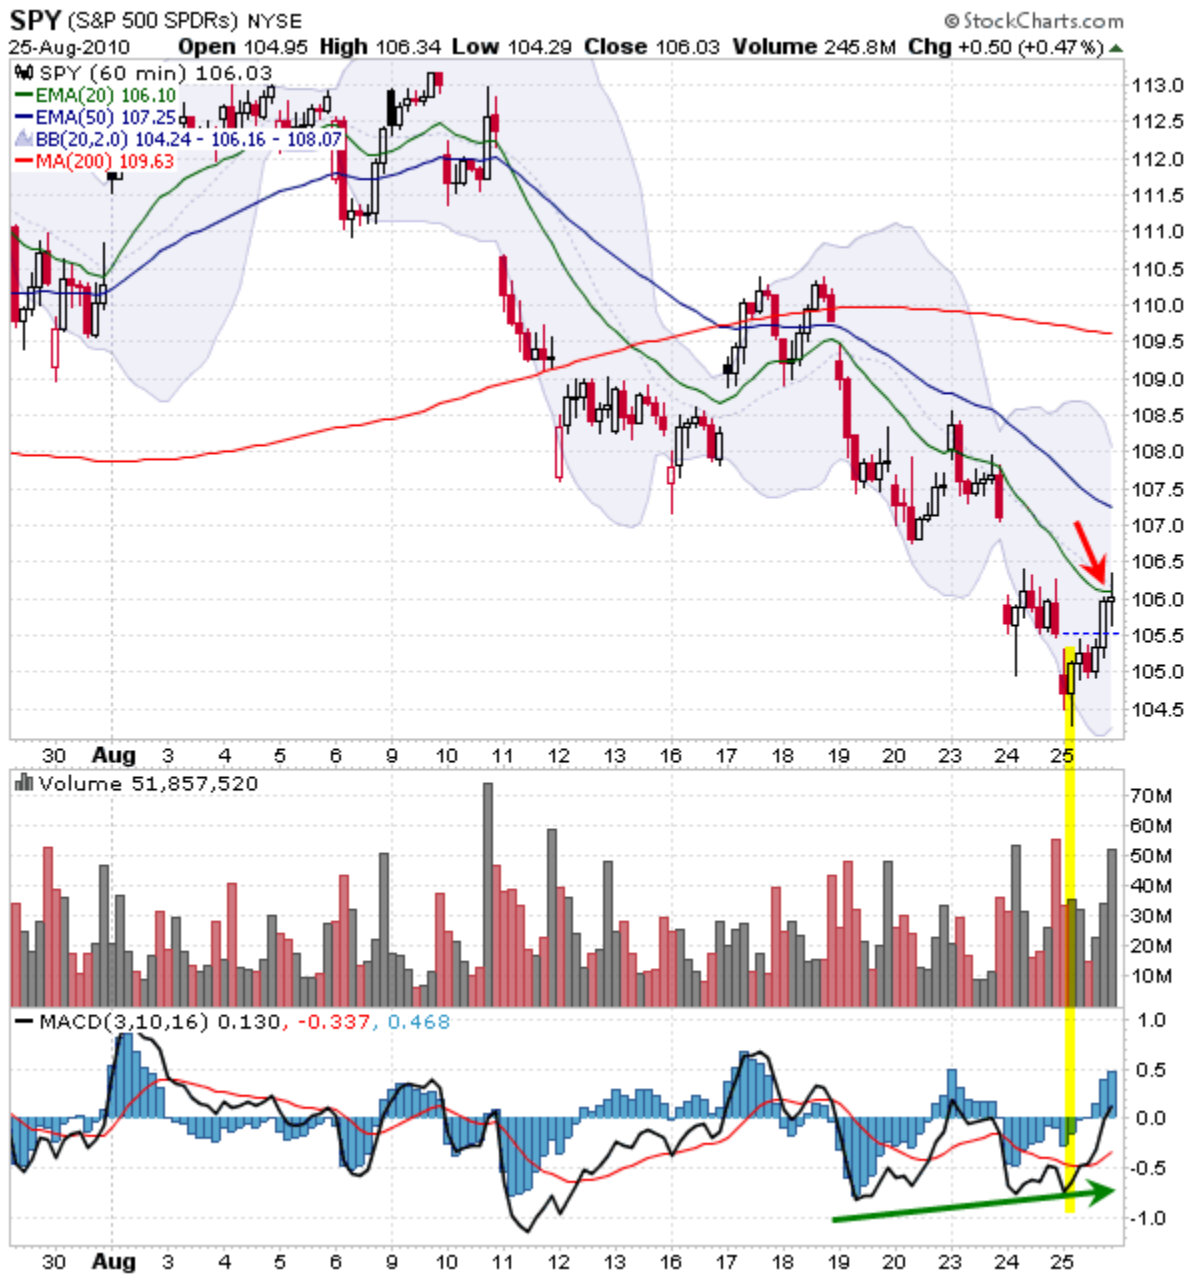 SPY (S&P 500 SPDRs) NYSE © StockCharts.com
25-Aug-2010 Open 104.95 High 106.34 Low 104.29 Close 106.03 Volume 245.8M Chg +0.50 (+0.47%)
SPY (60 min) 106.03
EMA(20) 106.10
EMA(50) 107.25
BB(20,2.0) 104.24 - 106.16 - 108.07
MA(200) 109.63
113.0
112.5
112.0
111.5
111.0
110.5
110.0
109.5
109.0
108.5
108.0
107.5
107.0
106.5
106.0
105.5
105.0
104.5
30 Aug 3 4 5 6 9 10 11 12 13 16 17 18 19 20 23 24 25
Volume 51,857,520
70M
60M
50M
40M
30M
20M
10M
MACD(3,10,16) 0.130, -0.337, 0.468
1.0
0.5
0.0
-0.5
-1.0
30 Aug 3 4 5 6 9 10 11 12 13 16 17 18 19 20 23 24 25